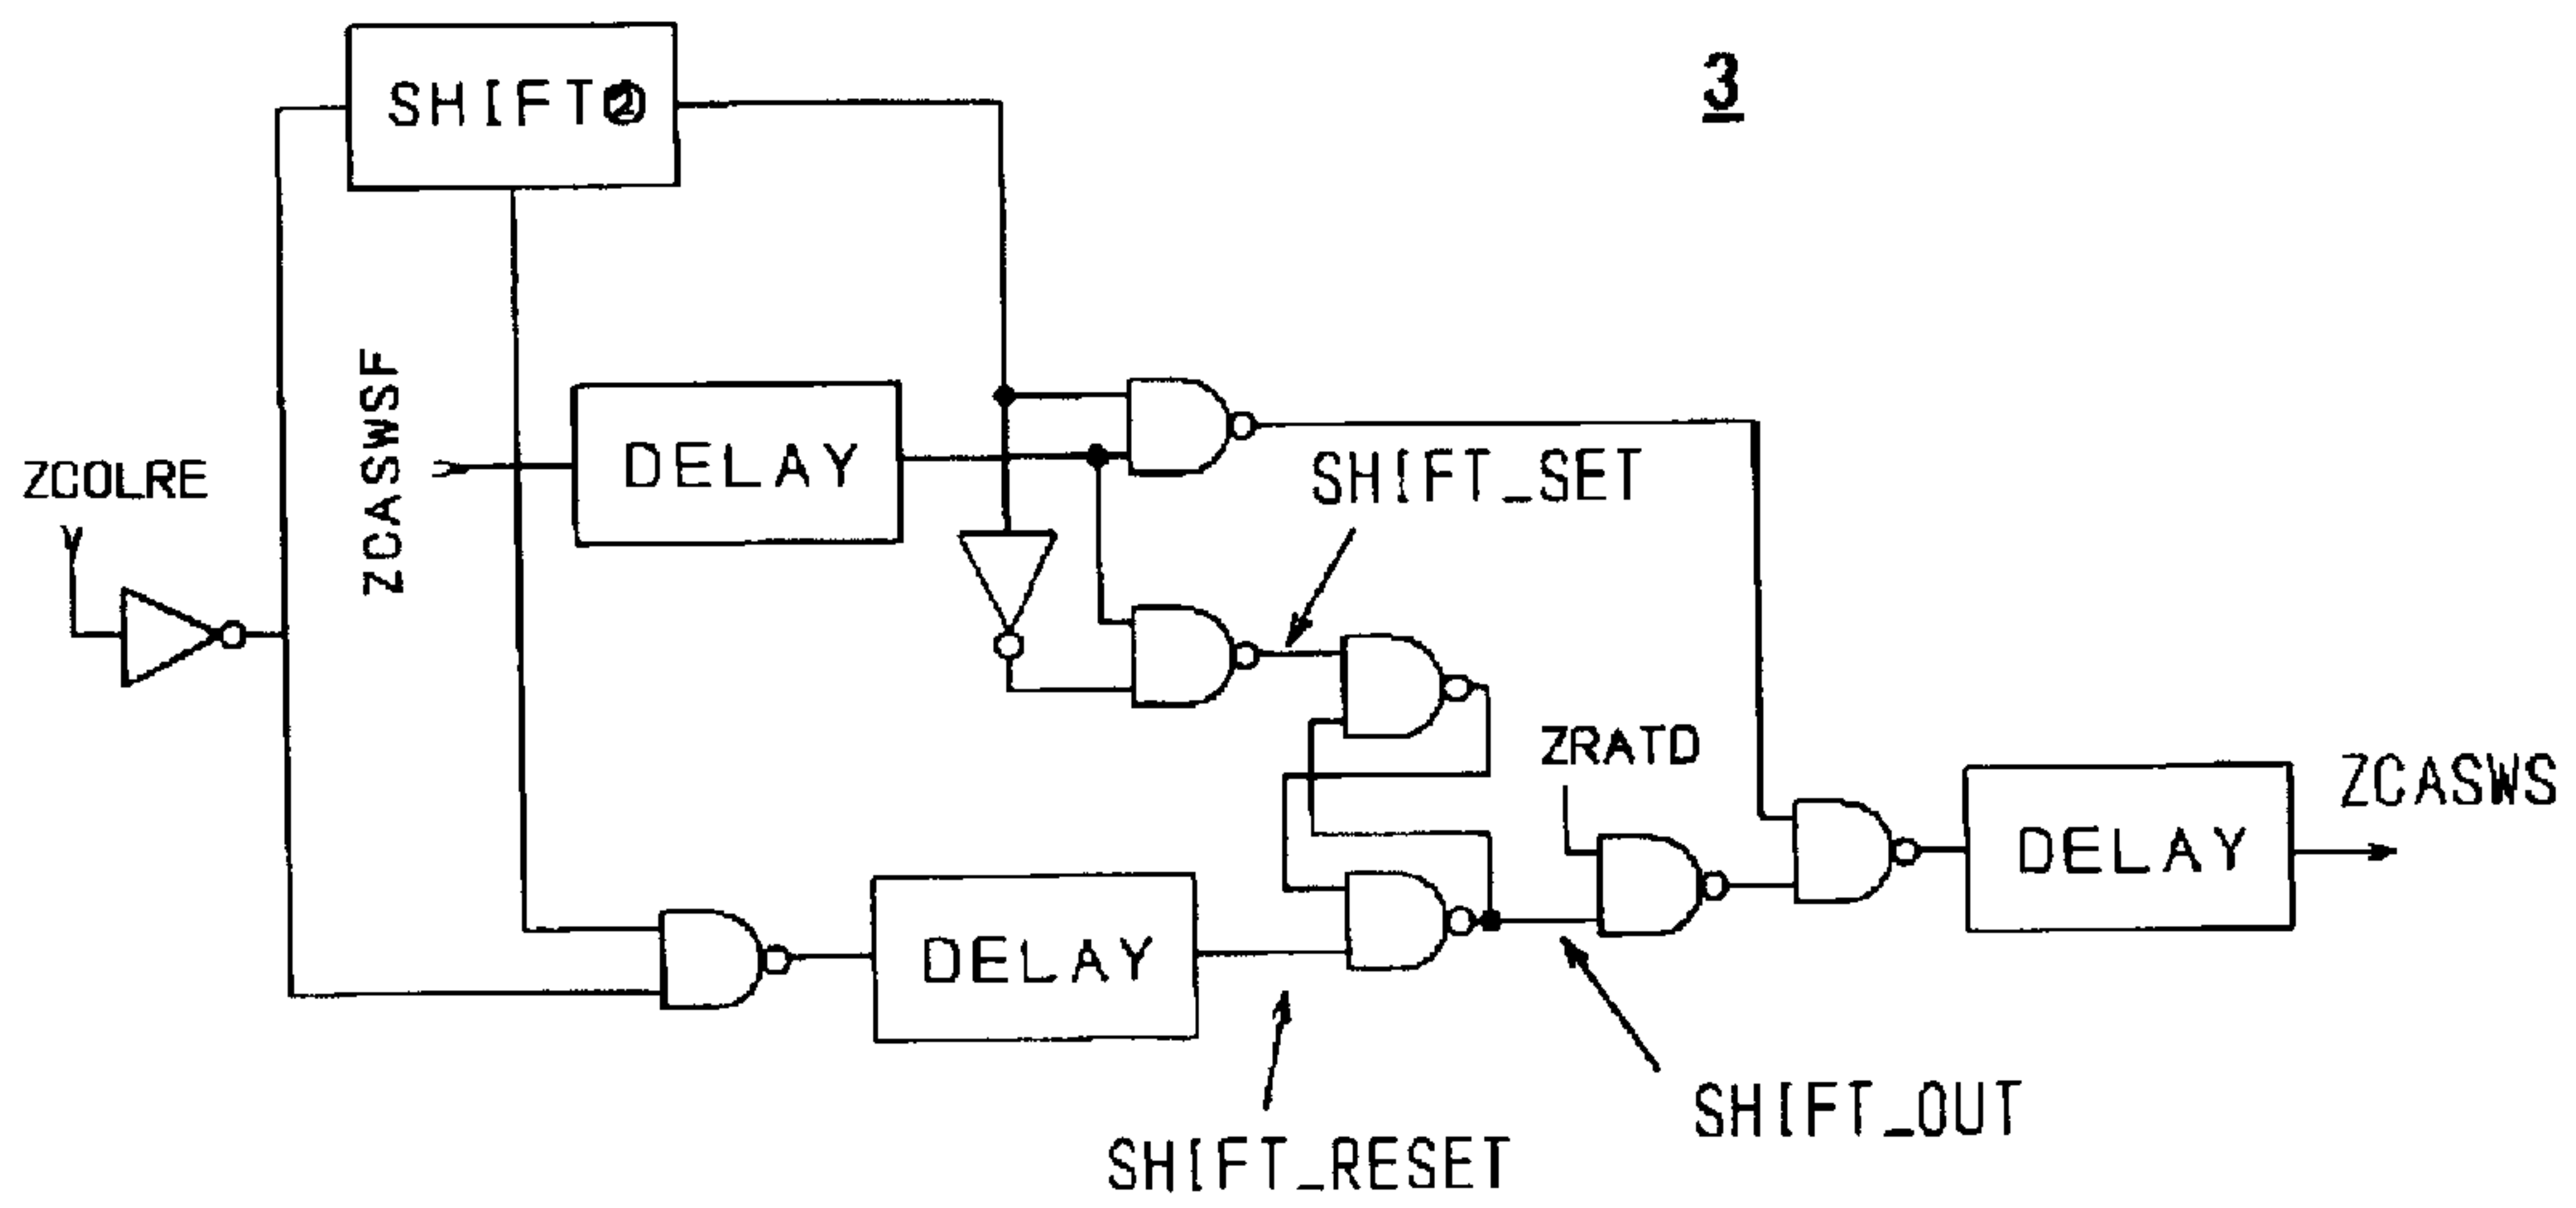 3
SHIFT②
ZCASWSF
DELAY
ZCOLRE
SHIFT_SET
ZRATD
ZCASWS
DELAY
DELAY
SHIFT_OUT
SHIFT_RESET